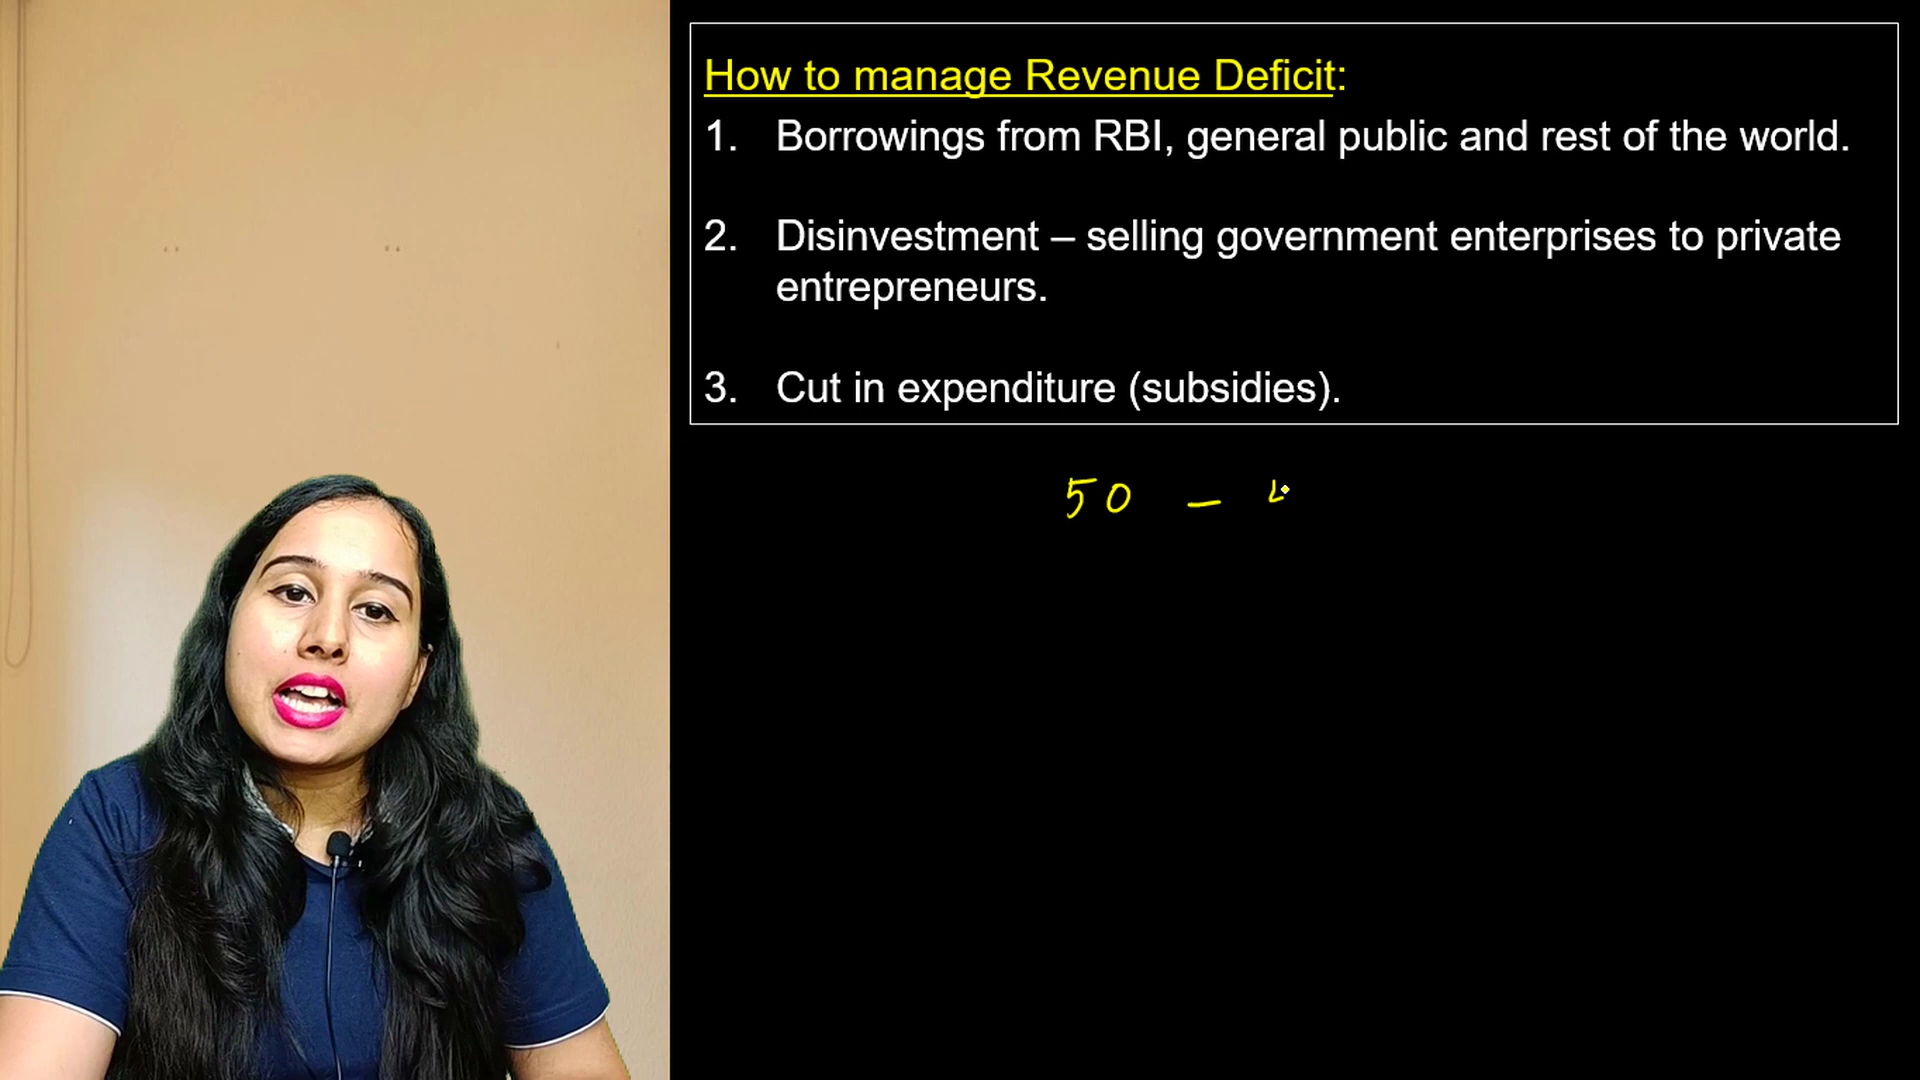 How to manage Revenue Deficit:
1. Borrowings from RBI, general public and rest of the world.
2. Disinvestment – selling government enterprises to private
entrepreneurs.
3. Cut in expenditure (subsidies).
50 –